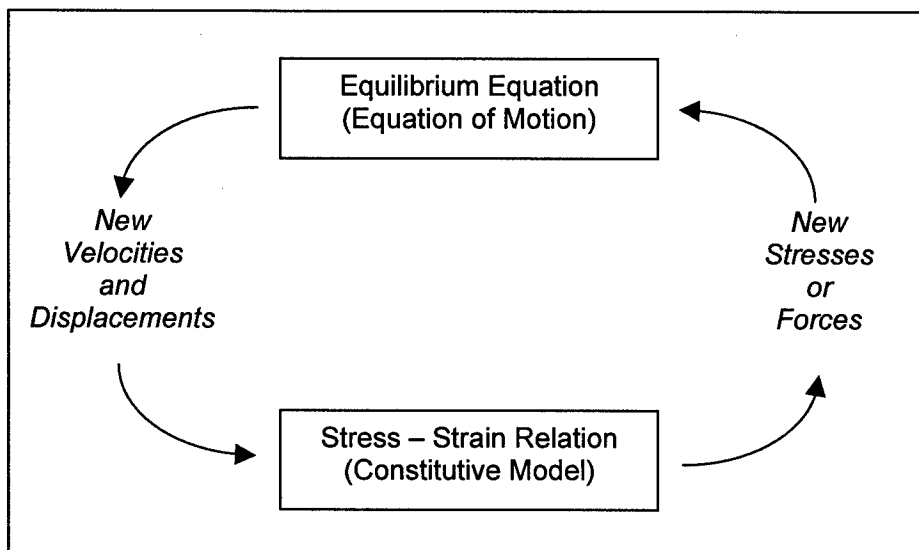 Equilibrium Equation
(Equation of Motion)
New
Velocities
and
Displacements
New
Stresses
or
Forces
Stress – Strain Relation
(Constitutive Model)